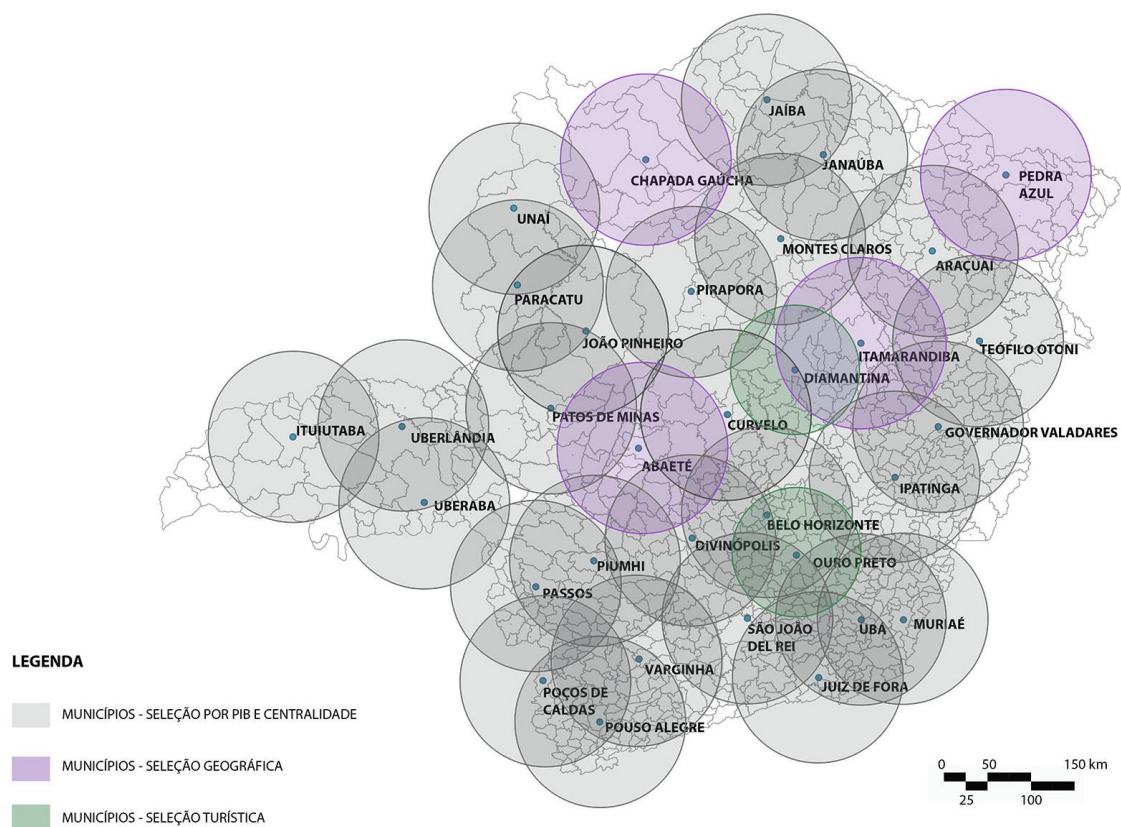 JAÍBA
JANAÚBA
CHAPADA GAÚCHA
PEDRA
AZUL
UNAÍ
MONTES CLAROS
ARAÇUAI
PARACATU
PIRAPORA
JOÃO PINHEIRO
ITAMARANDIBA
TEÓFILO OTONI
DIAMANTINA
PATOS DE MINAS
CURVELO
ITUIUTABA
UBERLÂNDIA
GOVERNADOR VALADARES
ABAETÉ
IPATINGA
UBERABA
BELO HORIZONTE
DIVINÓPOLIS
OURO PRETO
PIUMHI
PASSOS
SÃO JOÃO
DEL REI
UBÁ
MURIAÉ
VARGINHA
JUIZ DE FORA
POÇOS DE
CALDAS
POUSO ALEGRE
LEGENDA
MUNICÍPIOS - SELEÇÃO POR PIB E CENTRALIDADE
MUNICÍPIOS - SELEÇÃO GEOGRÁFICA
MUNICÍPIOS - SELEÇÃO TURÍSTICA
0 50 150 km
25 100